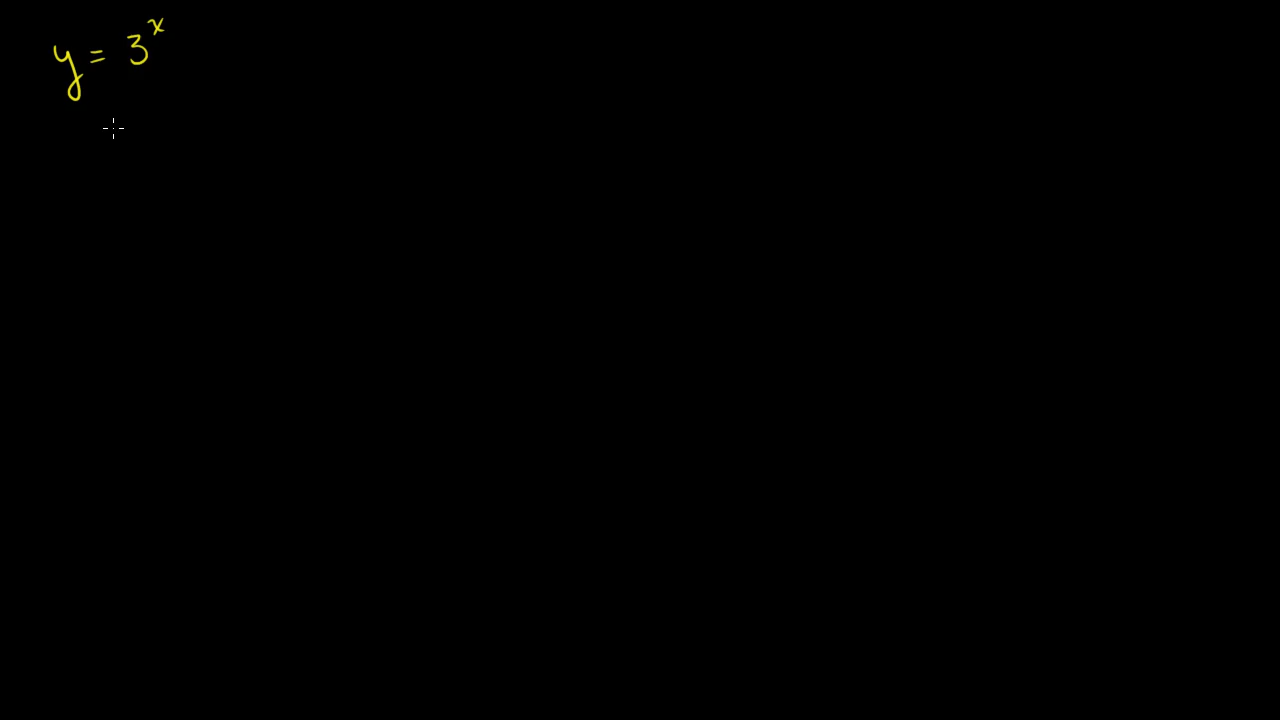 y = 3^x